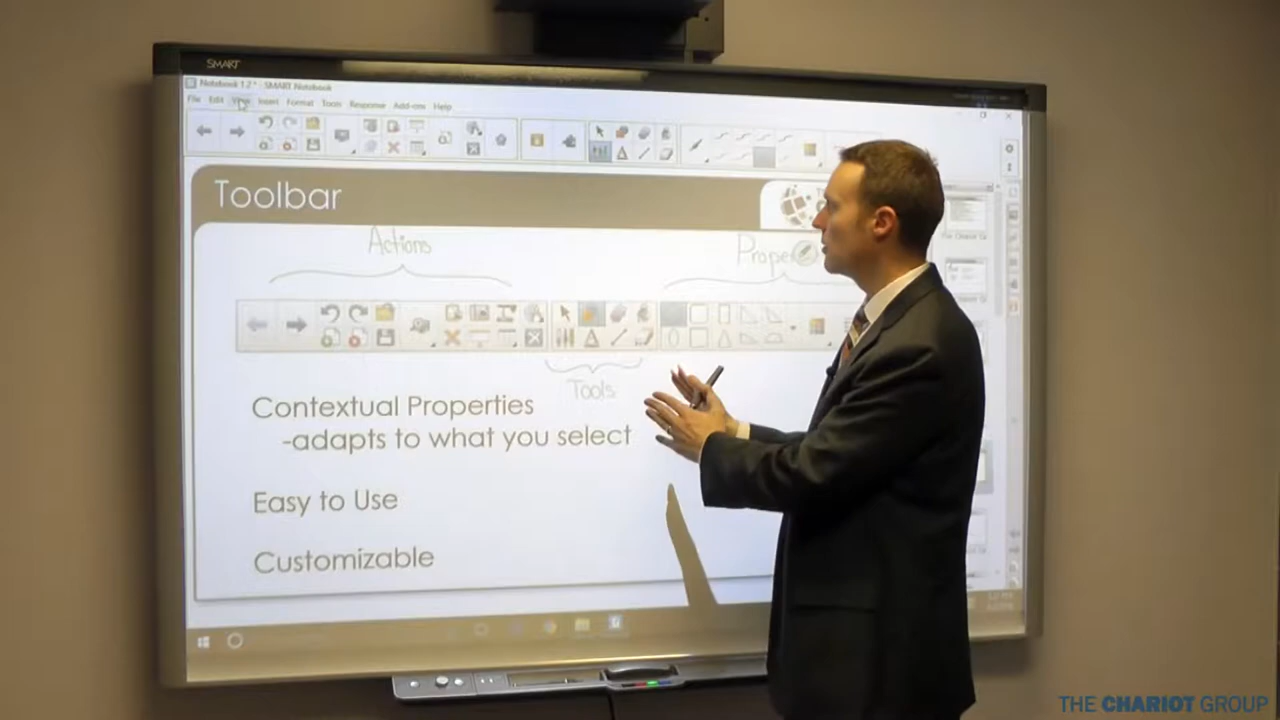 SMART
Notebook 1.2* - SMART Notebook
File Edit View Insert Format Tools Response Add-ons Help
Toolbar
Actions
Tools
Contextual Properties
-adapts to what you select
Easy to Use
Customizable
THE CHARIOT GROUP